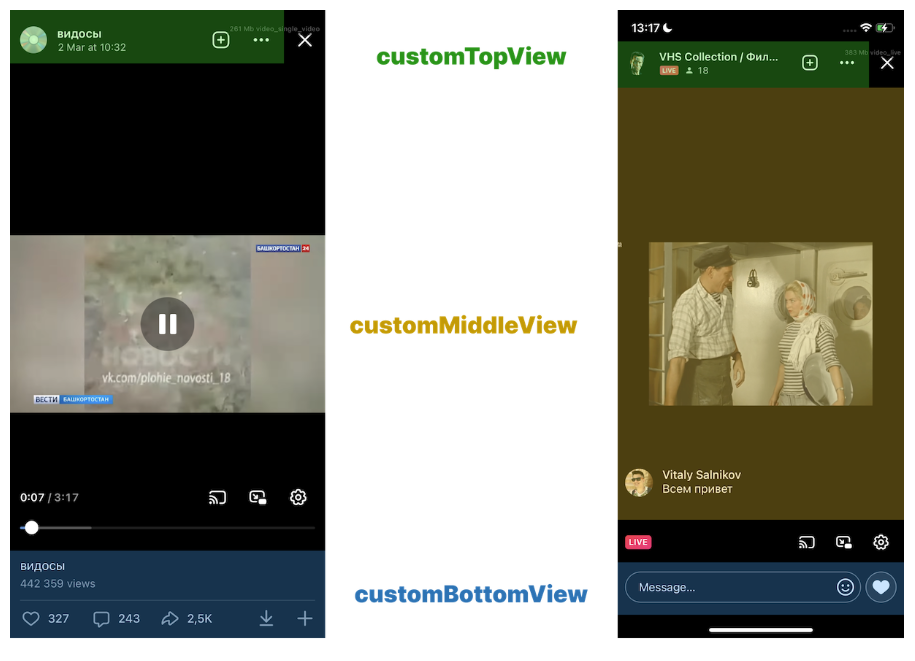 видосы
2 Mar at 10:32
281 Mb video_single_video
БАШКОРТОСТАН 24
НОВОСТИ
vk.com/plohie_novosti_18
ВЕСТИ БАШКОРТОСТАН
0:07 / 3:17
видосы
442 359 views
327
243
2,5K
customTopView
customMiddleView
customBottomView
13:17
383 Mb video_live
VHS Collection / Фил...
LIVE
18
Vitaly Salnikov
Всем привет
LIVE
Message...